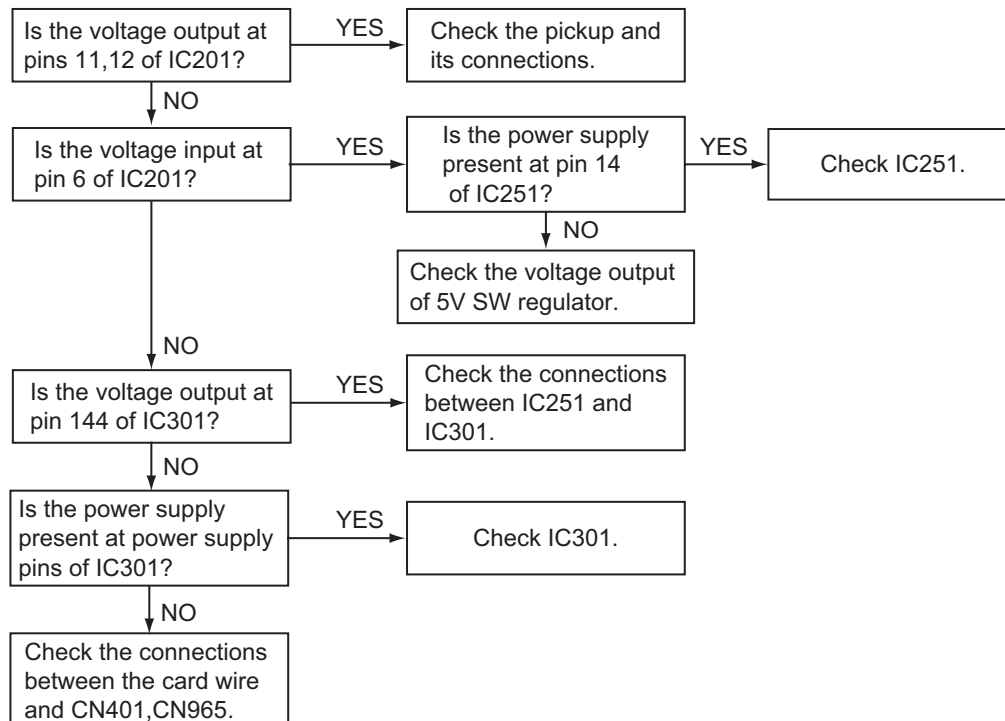 Is the voltage output at
pins 11,12 of IC201?
YES
Check the pickup and
its connections.
NO
Is the voltage input at
pin 6 of IC201?
YES
Is the power supply
present at pin 14
of IC251?
YES
Check IC251.
NO
Check the voltage output
of 5V SW regulator.
NO
Is the voltage output at
pin 144 of IC301?
YES
Check the connections
between IC251 and
IC301.
NO
Is the power supply
present at power supply
pins of IC301?
YES
Check IC301.
NO
Check the connections
between the card wire
and CN401,CN965.